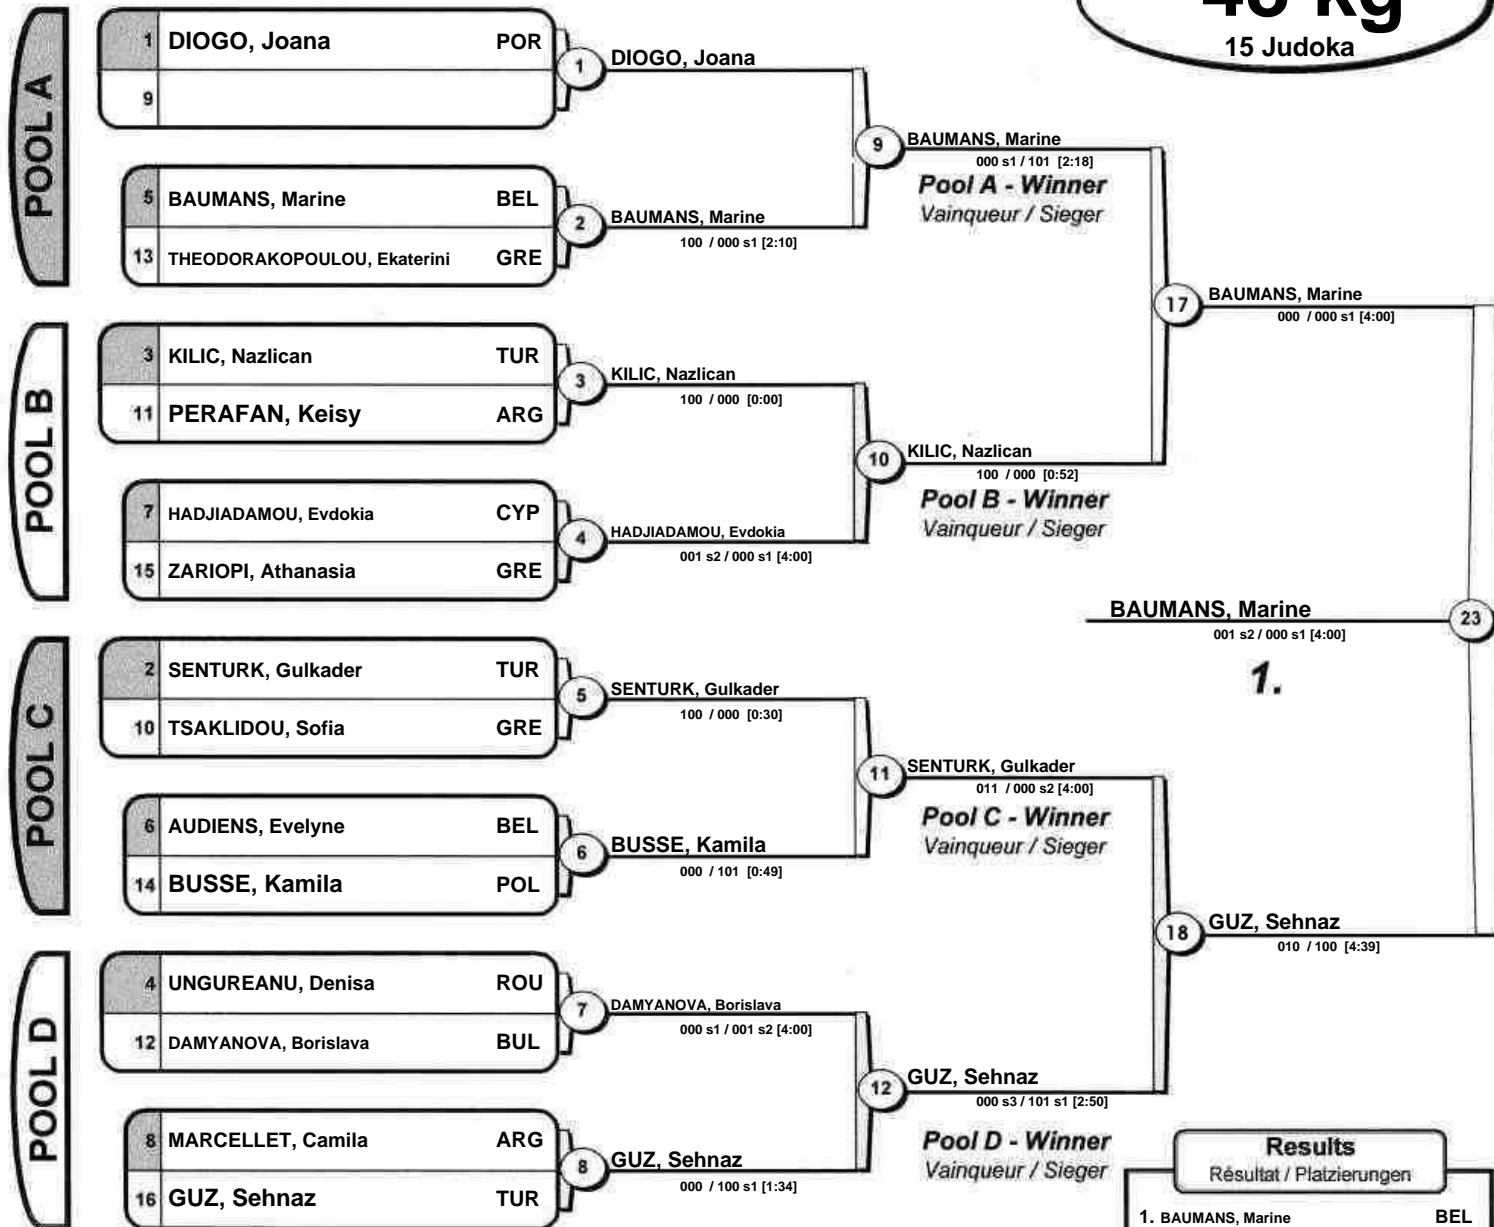 48 kg
15 Judoka
POOL A
1 DIOGO, Joana POR
9
1
DIOGO, Joana
5 BAUMANS, Marine BEL
13 THEODORAKOPOULOU, Ekaterini GRE
2
BAUMANS, Marine
100 / 000 s1 [2:10]
9
BAUMANS, Marine
000 s1 / 101 [2:18]
Pool A - Winner
Vainqueur / Sieger
POOL B
3 KILIC, Nazlican TUR
11 PERAFAN, Keisy ARG
3
KILIC, Nazlican
100 / 000 [0:00]
7 HADJIADAMOU, Evdokia CYP
15 ZARIOPI, Athanasia GRE
4
HADJIADAMOU, Evdokia
001 s2 / 000 s1 [4:00]
10
KILIC, Nazlican
100 / 000 [0:52]
Pool B - Winner
Vainqueur / Sieger
17
BAUMANS, Marine
000 / 000 s1 [4:00]
BAUMANS, Marine
001 s2 / 000 s1 [4:00]
23
1.
POOL C
2 SENTURK, Gulkader TUR
10 TSAKLIDOU, Sofia GRE
5
SENTURK, Gulkader
100 / 000 [0:30]
6 AUDIENS, Evelyne BEL
14 BUSSE, Kamila POL
6
BUSSE, Kamila
000 / 101 [0:49]
11
SENTURK, Gulkader
011 / 000 s2 [4:00]
Pool C - Winner
Vainqueur / Sieger
POOL D
4 UNGUREANU, Denisa ROU
12 DAMYANOVA, Borislava BUL
7
DAMYANOVA, Borislava
000 s1 / 001 s2 [4:00]
8 MARCELLET, Camila ARG
16 GUZ, Sehnaz TUR
8
GUZ, Sehnaz
000 / 100 s1 [1:34]
12
GUZ, Sehnaz
000 s3 / 101 s1 [2:50]
Pool D - Winner
Vainqueur / Sieger
18
GUZ, Sehnaz
010 / 100 [4:39]
Results
Résultat / Platzierungen
1. BAUMANS, Marine BEL